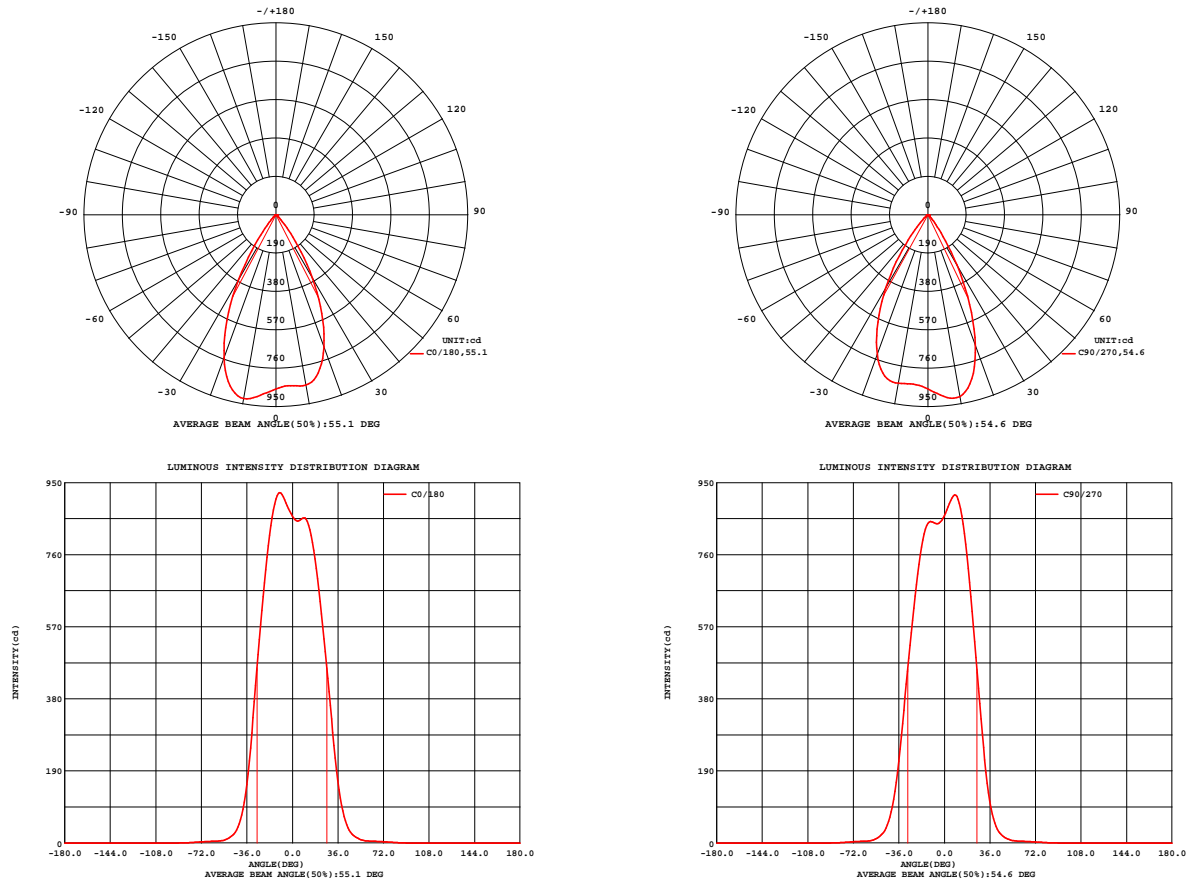 -/+180
-150
150
-120
120
-90
90
-60
60
-30
30
0
190
380
570
760
950
0
UNIT:cd
C0/180,55.1
AVERAGE BEAM ANGLE(50%):55.1 DEG
-/+180
-150
150
-120
120
-90
90
-60
60
-30
30
0
190
380
570
760
950
0
UNIT:cd
C90/270,54.6
AVERAGE BEAM ANGLE(50%):54.6 DEG
LUMINOUS INTENSITY DISTRIBUTION DIAGRAM
C0/180
INTENSITY(cd)
950
760
570
380
190
0
-180.0 -144.0 -108.0 -72.0 -36.0 0.0 36.0 72.0 108.0 144.0 180.0
ANGLE(DEG)
AVERAGE BEAM ANGLE(50%):55.1 DEG
LUMINOUS INTENSITY DISTRIBUTION DIAGRAM
C90/270
INTENSITY(cd)
950
760
570
380
190
0
-180.0 -144.0 -108.0 -72.0 -36.0 0.0 36.0 72.0 108.0 144.0 180.0
ANGLE(DEG)
AVERAGE BEAM ANGLE(50%):54.6 DEG